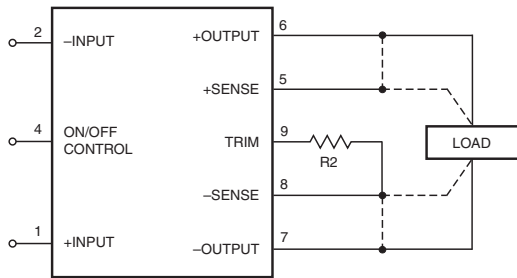 2 –INPUT +OUTPUT 6
+SENSE 5
4 ON/OFF CONTROL TRIM 9
R2
LOAD
–SENSE 8
1 +INPUT –OUTPUT 7